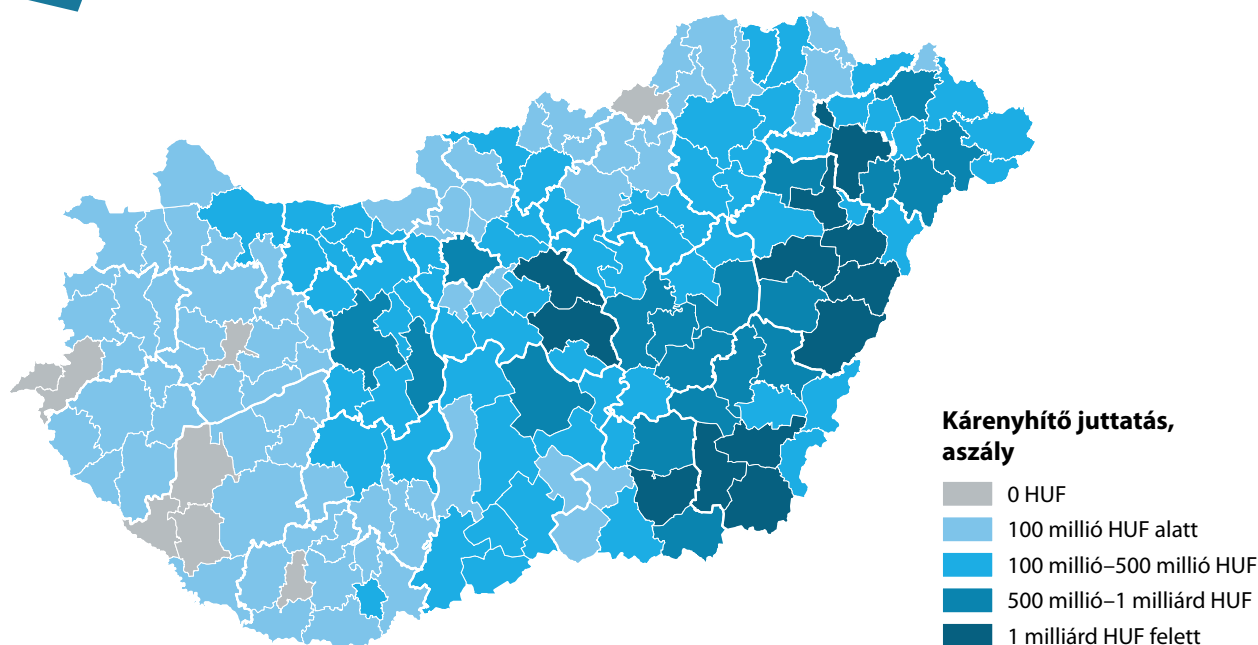 Kárenyhítő juttatás,
aszály
0 HUF
100 millió HUF alatt
100 millió–500 millió HUF
500 millió–1 milliárd HUF
1 milliárd HUF felett